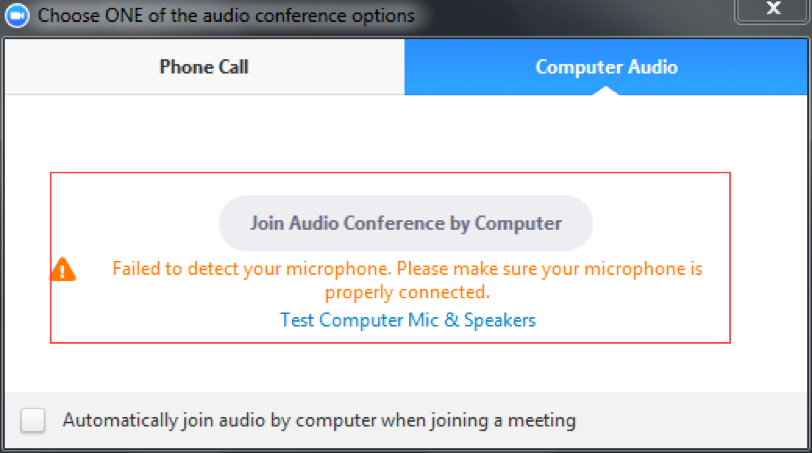 Choose ONE of the audio conference options
X
Phone Call
Computer Audio
Join Audio Conference by Computer
Failed to detect your microphone. Please make sure your microphone is
properly connected.
Test Computer Mic & Speakers
Automatically join audio by computer when joining a meeting